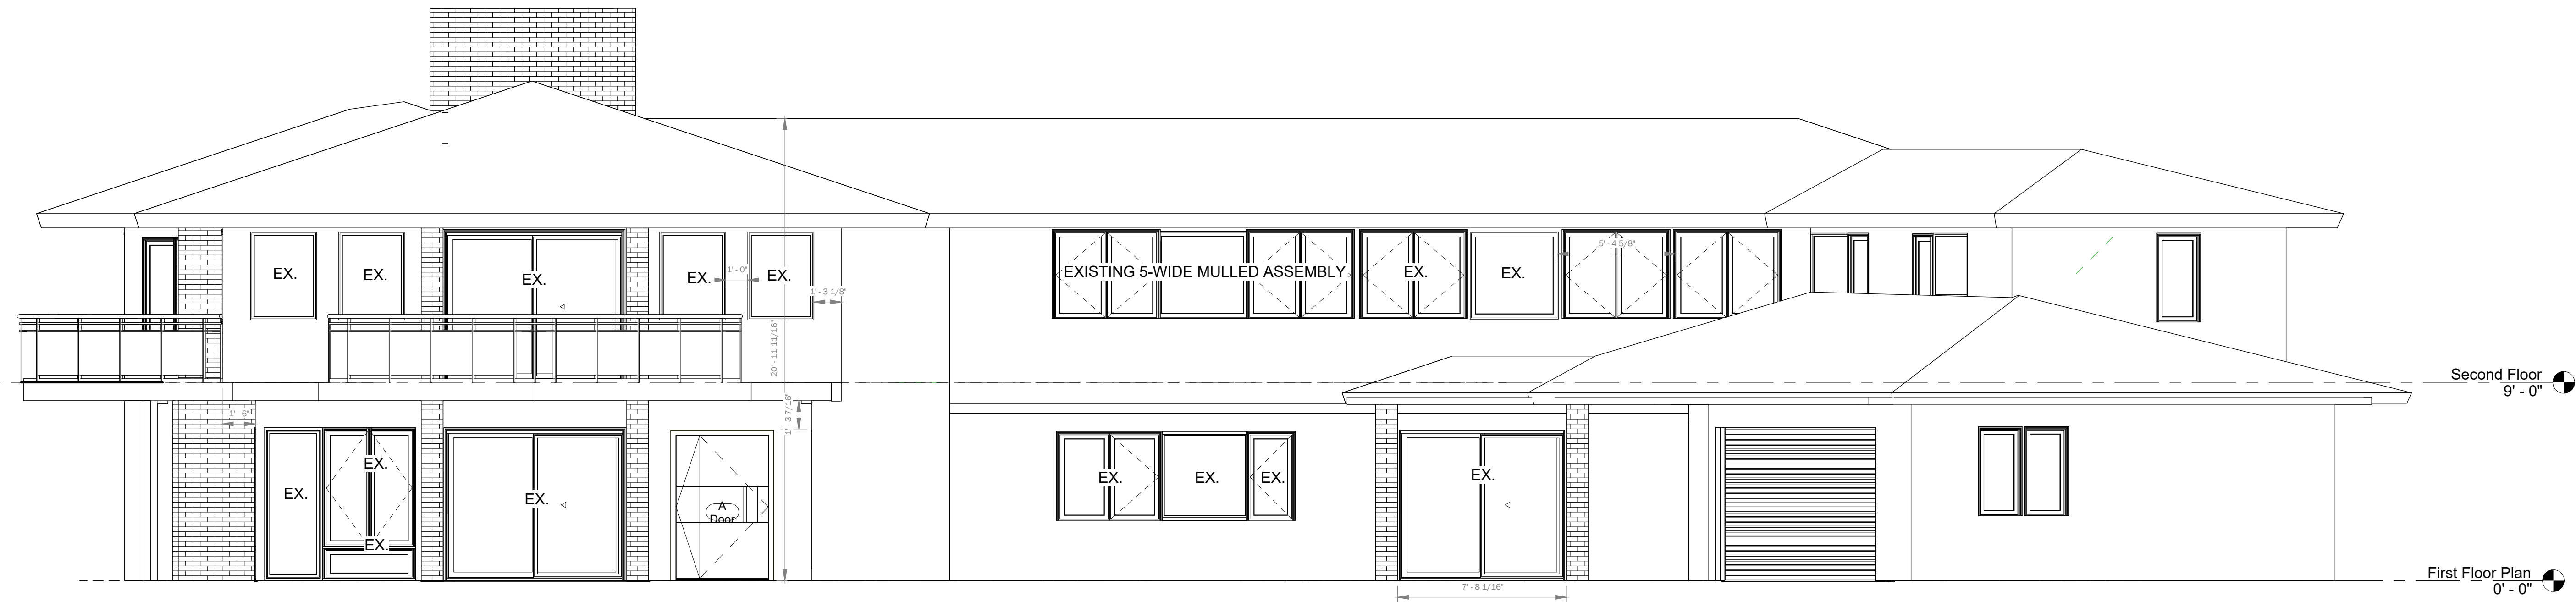 EX.
EX.
EX.
EX.
EX.
1' - 0"
1' - 3 1/8"
20' - 11 11/16"
EXISTING 5-WIDE MULLED ASSEMBLY
EX.
EX.
5' - 4 5/8"
Second Floor
9' - 0"
1' - 6"
1' - 3 7/16"
EX.
EX.
EX.
EX.
A
Door
EX.
EX.
EX.
EX.
7' - 8 1/16"
First Floor Plan
0' - 0"